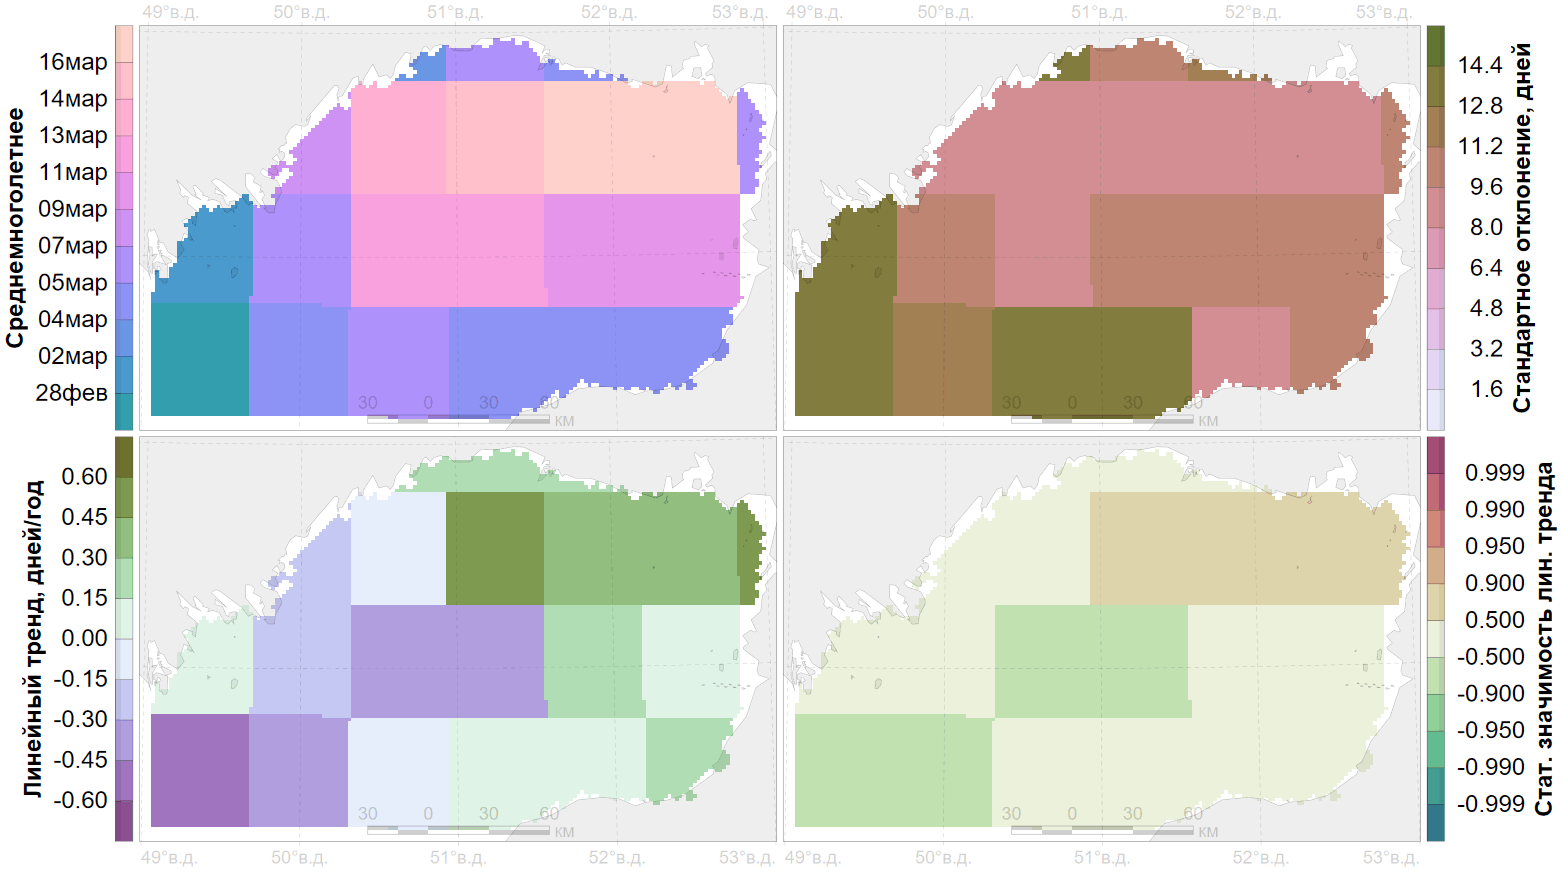 49°в.д. 50°в.д. 51°в.д. 52°в.д. 53°в.д.
49°в.д. 50°в.д. 51°в.д. 52°в.д. 53°в.д.
Среднемноголетнее
16мар
14мар
13мар
11мар
09мар
07мар
05мар
04мар
02мар
28фев
30 0 30 60
км
Стандартное отклонение, дней
14.4
12.8
11.2
9.6
8.0
6.4
4.8
3.2
1.6
30 0 30 60
км
Линейный тренд, дней/год
0.60
0.45
0.30
0.15
0.00
-0.15
-0.30
-0.45
-0.60
30 0 30 60
км
Стат. значимость лин. тренда
0.999
0.990
0.950
0.900
0.500
-0.500
-0.900
-0.950
-0.990
-0.999
30 0 30 60
км
49°в.д. 50°в.д. 51°в.д. 52°в.д. 53°в.д.
49°в.д. 50°в.д. 51°в.д. 52°в.д. 53°в.д.